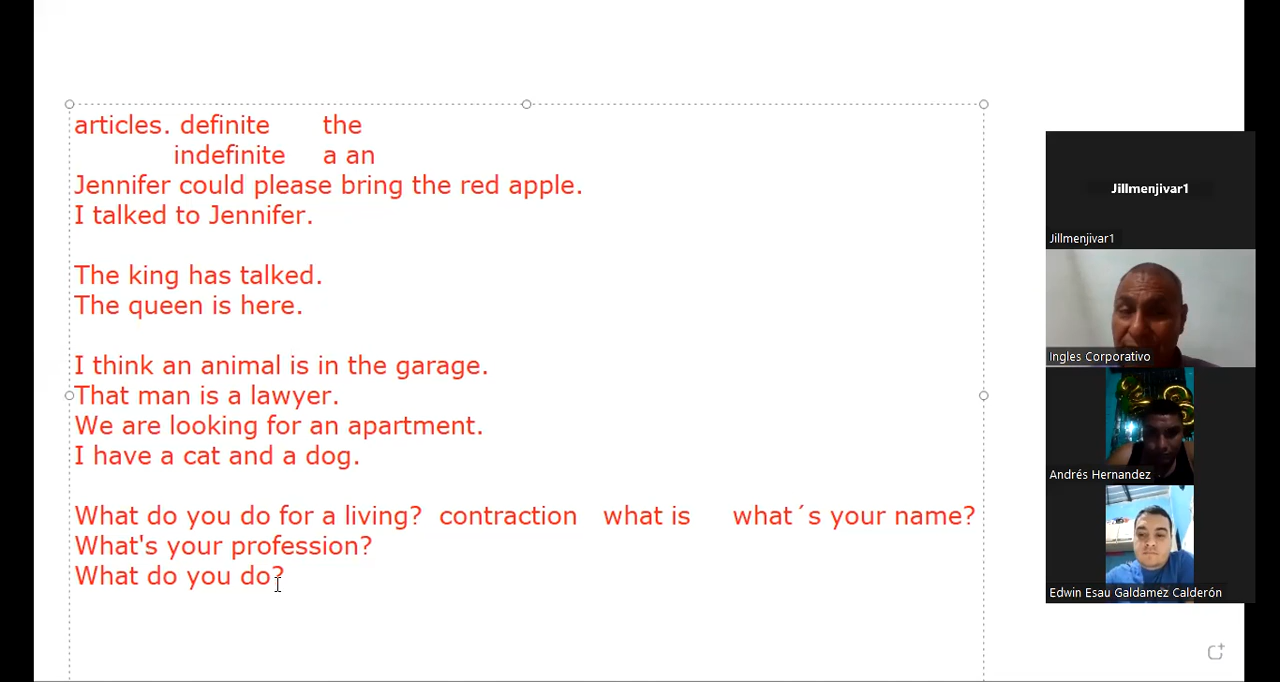 articles. definite the
indefinite a an
Jennifer could please bring the red apple.
I talked to Jennifer.
The king has talked.
The queen is here.
I think an animal is in the garage.
That man is a lawyer.
We are looking for an apartment.
I have a cat and a dog.
What do you do for a living? contraction what is what´s your name?
What's your profession?
What do you do?
Jillmenjivar1
Jillmenjivar1
Ingles Corporativo
Andrés Hernandez
Edwin Esau Galdamez Calderón